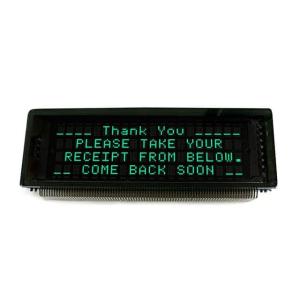 ____ Thank You _____
PLEASE TAKE YOUR
RECEIPT FROM BELOW.
__ COME BACK SOON __